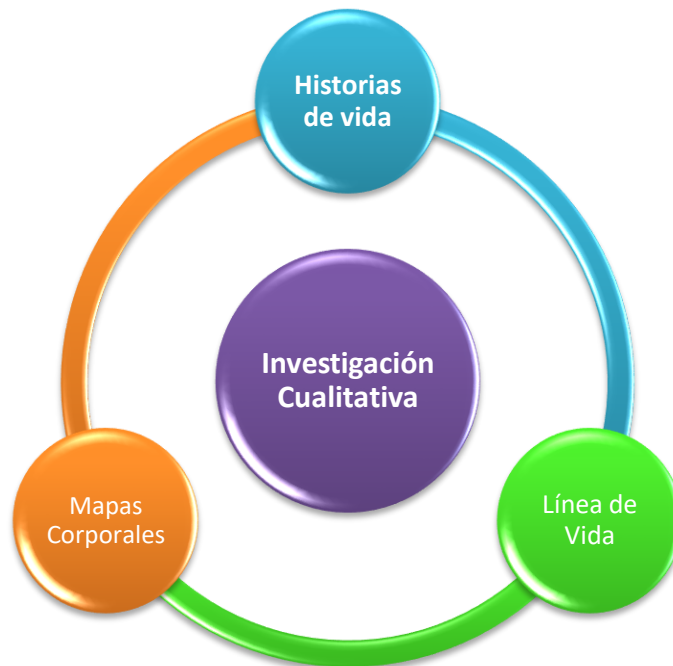 Historias
de vida
Investigación
Cualitativa
Mapas
Corporales
Línea de
Vida